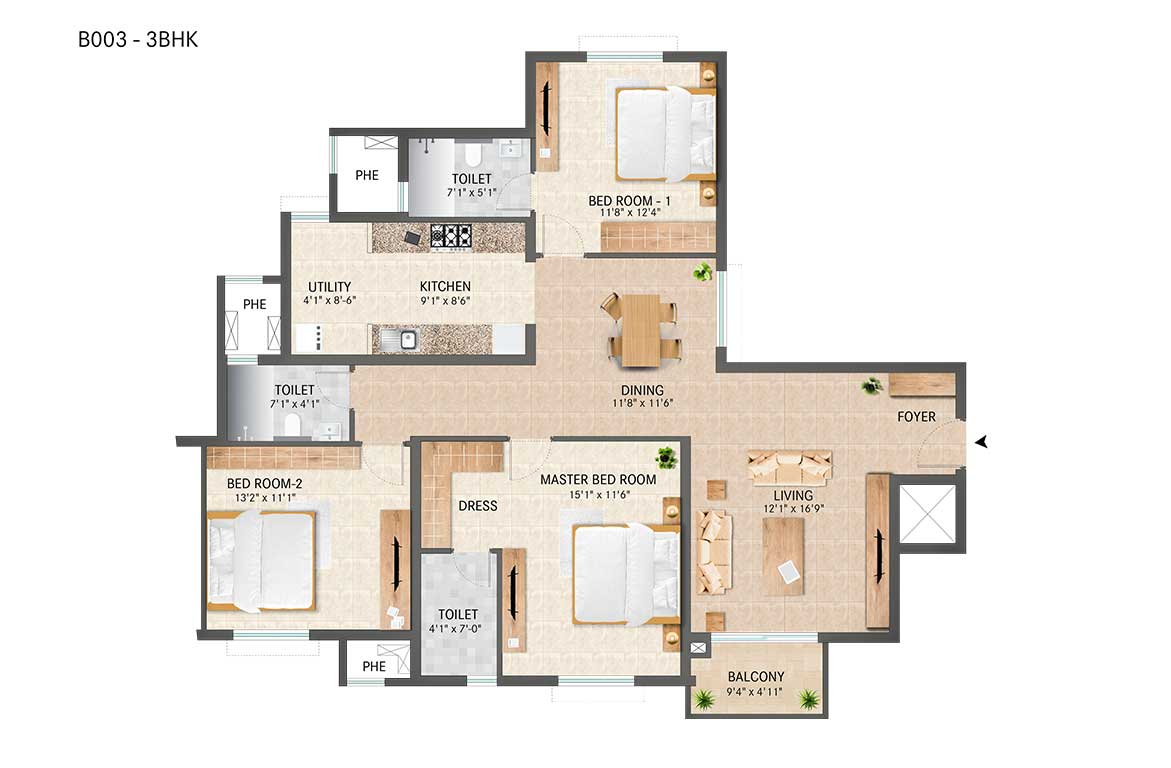 B003 - 3BHK
PHE
TOILET
7'1" x 5'1"
BED ROOM - 1
11'8" x 12'4"
UTILITY
4'1" x 8'-6"
KITCHEN
9'1" x 8'6"
PHE
TOILET
7'1" x 4'1"
DINING
11'8" x 11'6"
FOYER
BED ROOM-2
13'2" x 11'1"
DRESS
MASTER BED ROOM
15'1" x 11'6"
LIVING
12'1" x 16'9"
TOILET
4'1" x 7'-0"
PHE
BALCONY
9'4" x 4'11"